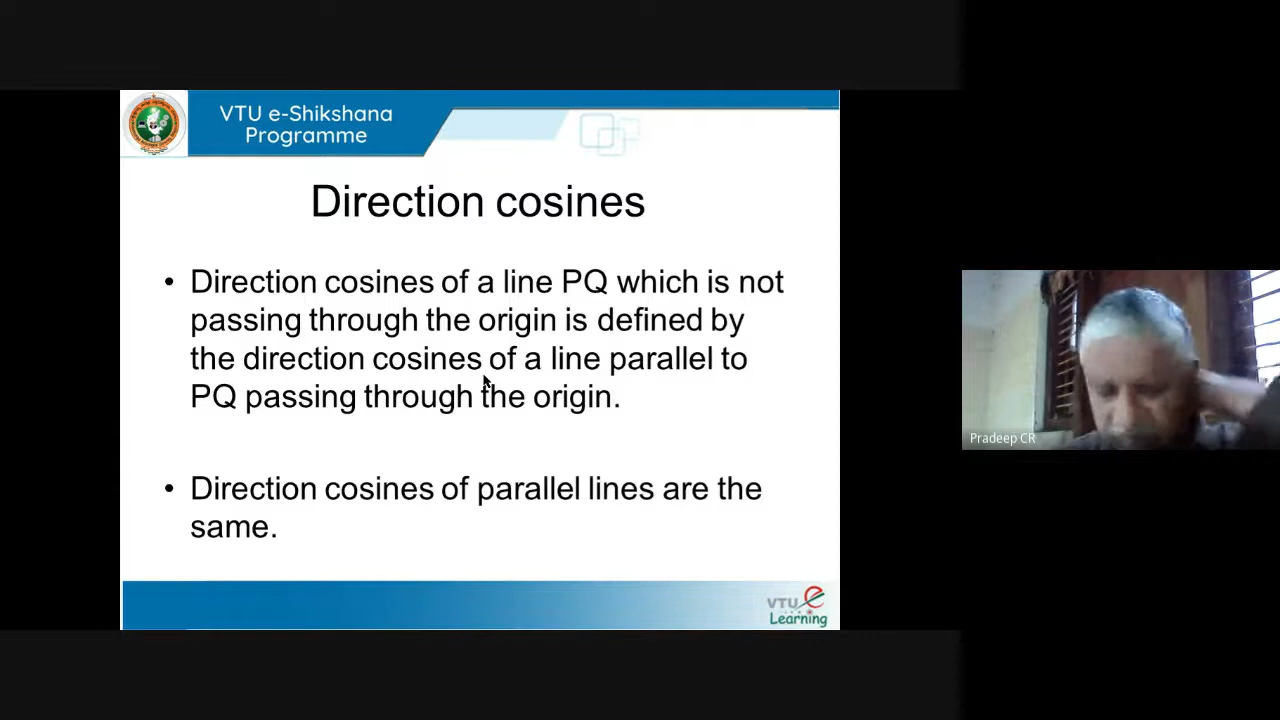 VTU e-Shikshana
Programme
Direction cosines
• Direction cosines of a line PQ which is not
passing through the origin is defined by
the direction cosines of a line parallel to
PQ passing through the origin.
• Direction cosines of parallel lines are the
same.
Pradeep CR
VTU e
Learning